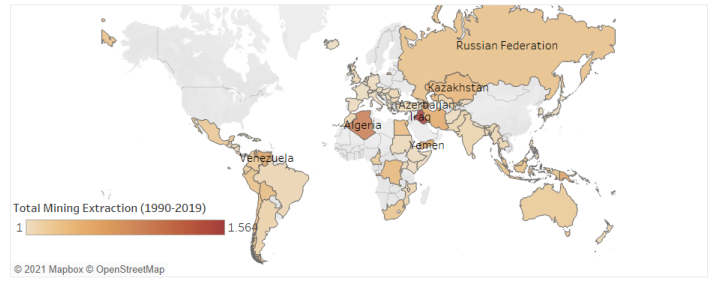 Russian Federation
Kazakhstan
Azerbaijan
Iraq
Algeria
Yemen
Venezuela
Total Mining Extraction (1990-2019)
1 1.564
© 2021 Mapbox © OpenStreetMap